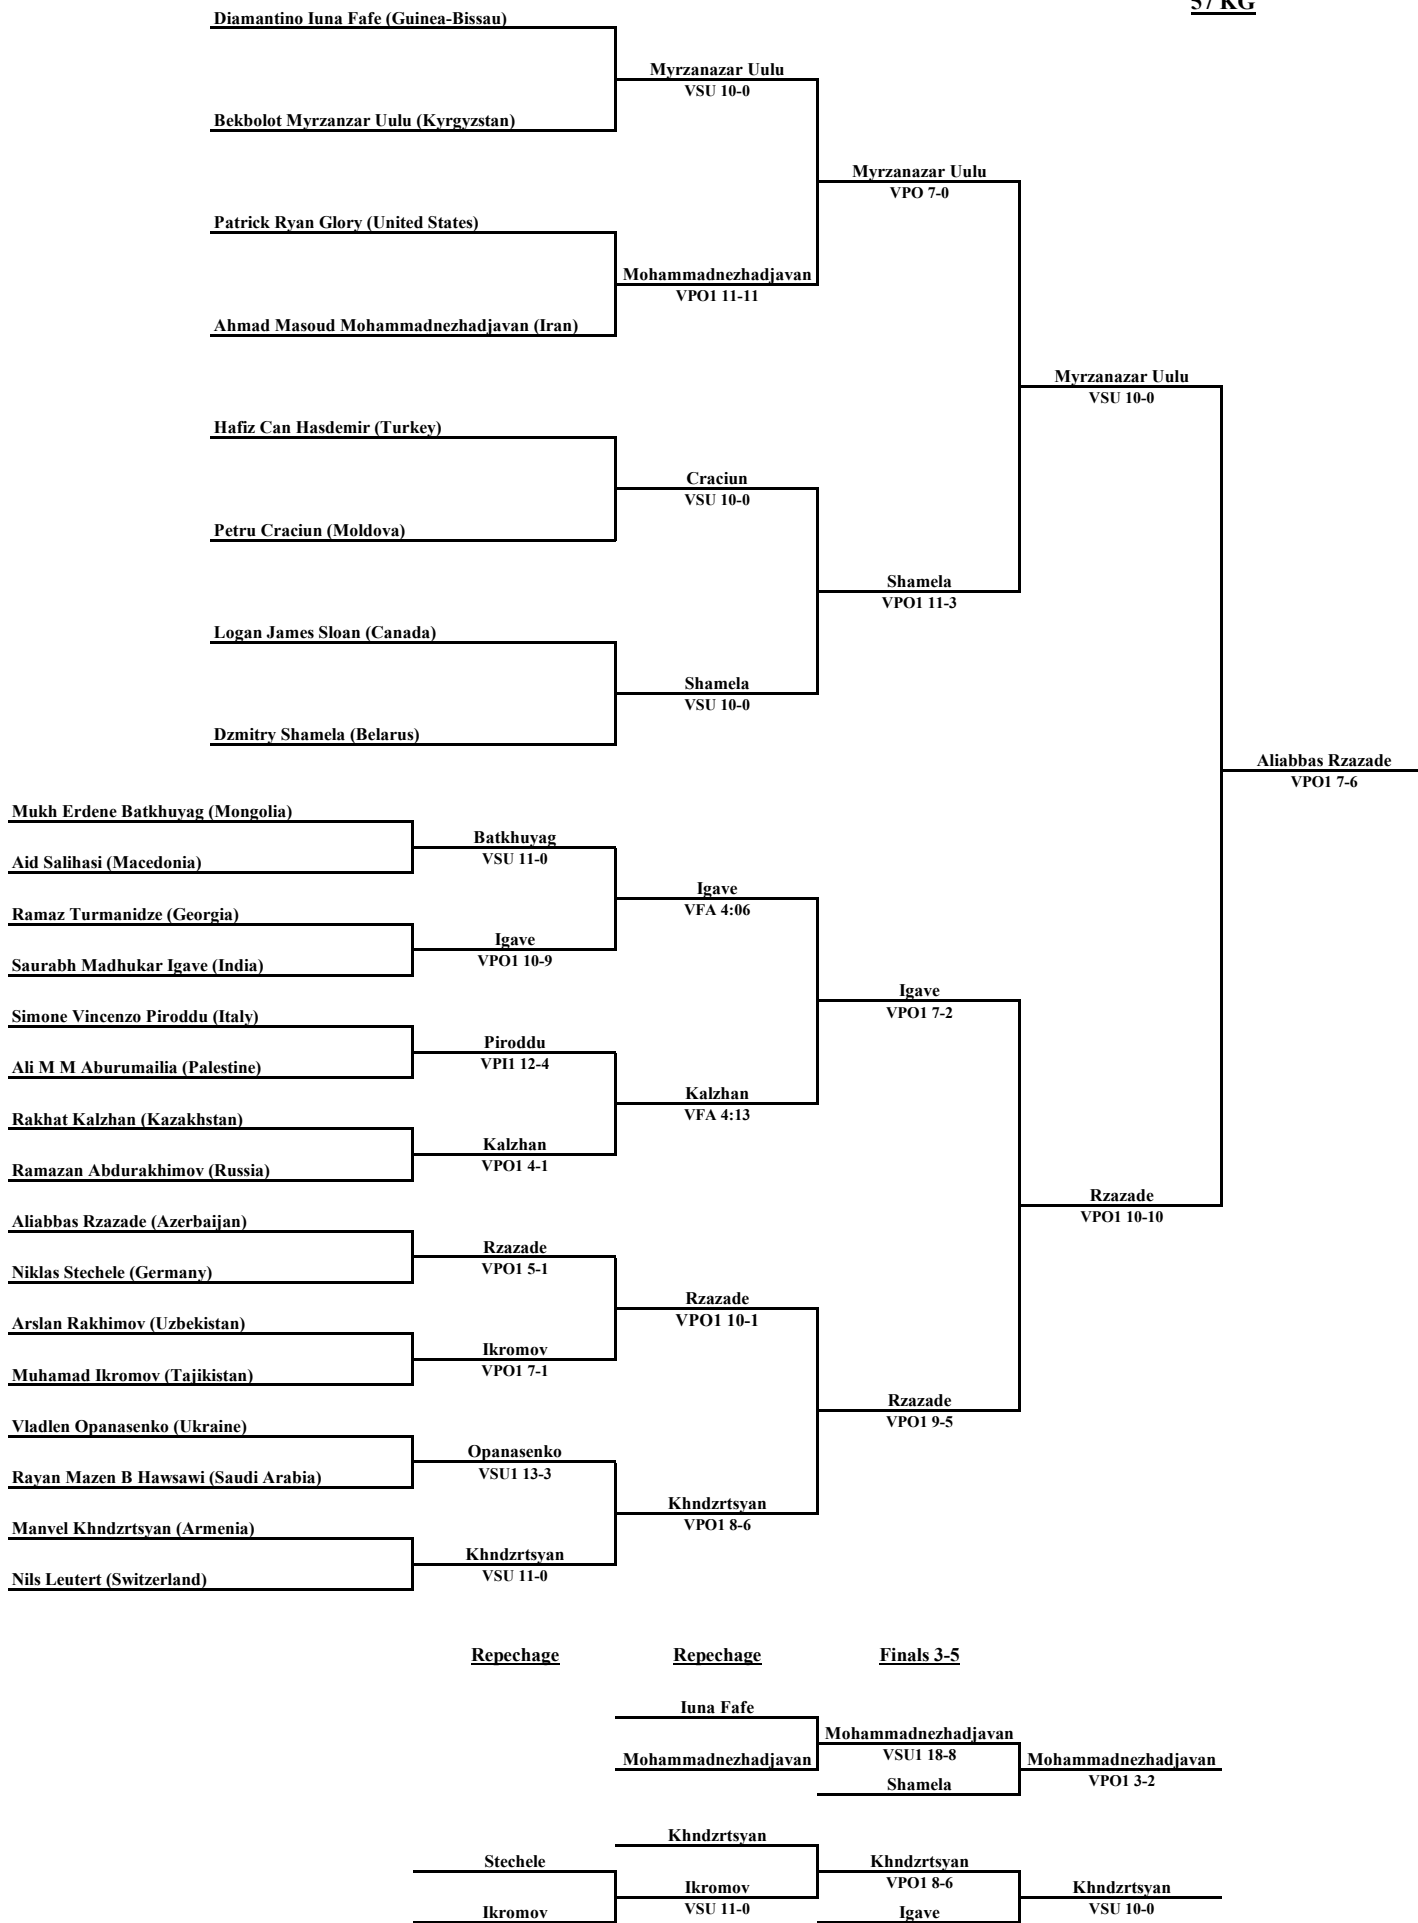 57 KG
Diamantino Iuna Fafe (Guinea-Bissau)
Myrzanazar Uulu
VSU 10-0
Bekbolot Myrzanzar Uulu (Kyrgyzstan)
Myrzanazar Uulu
VPO 7-0
Patrick Ryan Glory (United States)
Mohammadnezhadjavan
VPO1 11-11
Ahmad Masoud Mohammadnezhadjavan (Iran)
Myrzanazar Uulu
VSU 10-0
Hafiz Can Hasdemir (Turkey)
Craciun
VSU 10-0
Petru Craciun (Moldova)
Shamela
VPO1 11-3
Logan James Sloan (Canada)
Shamela
VSU 10-0
Dzmitry Shamela (Belarus)
Aliabbas Rzazade
VPO1 7-6
Mukh Erdene Batkhuyag (Mongolia)
Batkhuyag
VSU 11-0
Aid Salihasi (Macedonia)
Igave
VFA 4:06
Ramaz Turmanidze (Georgia)
Igave
VPO1 10-9
Saurabh Madhukar Igave (India)
Igave
VPO1 7-2
Simone Vincenzo Piroddu (Italy)
Piroddu
VPI1 12-4
Ali M M Aburumailia (Palestine)
Kalzhan
VFA 4:13
Rakhat Kalzhan (Kazakhstan)
Kalzhan
VPO1 4-1
Ramazan Abdurakhimov (Russia)
Rzazade
VPO1 10-10
Aliabbas Rzazade (Azerbaijan)
Rzazade
VPO1 5-1
Niklas Stechele (Germany)
Rzazade
VPO1 10-1
Arslan Rakhimov (Uzbekistan)
Ikromov
VPO1 7-1
Muhamad Ikromov (Tajikistan)
Rzazade
VPO1 9-5
Vladlen Opanasenko (Ukraine)
Opanasenko
VSU1 13-3
Rayan Mazen B Hawsawi (Saudi Arabia)
Khndzrtsyan
VPO1 8-6
Manvel Khndzrtsyan (Armenia)
Khndzrtsyan
VSU 11-0
Nils Leutert (Switzerland)
Repechage Repechage Finals 3-5
Iuna Fafe
Mohammadnezhadjavan
VSU1 18-8
Mohammadnezhadjavan
Mohammadnezhadjavan
VPO1 3-2
Shamela
Khndzrtsyan
Stechele
Khndzrtsyan
VPO1 8-6
Ikromov
VSU 11-0
Khndzrtsyan
VSU 10-0
Ikromov
Igave